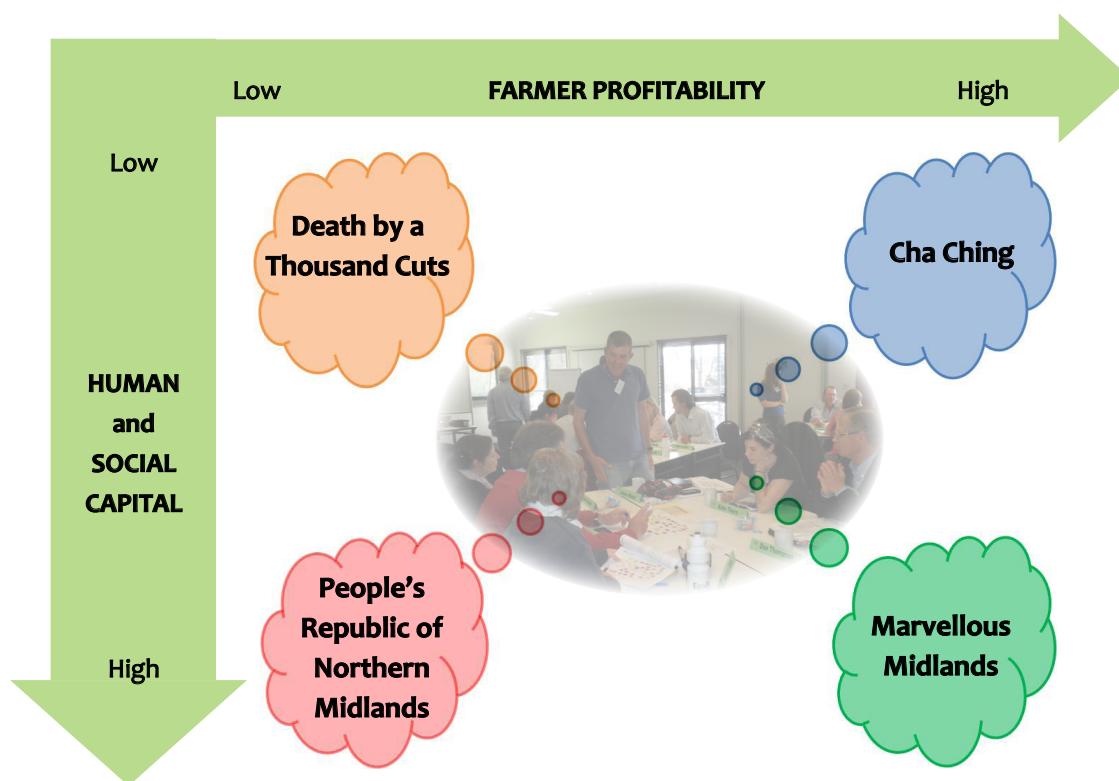 Low FARMER PROFITABILITY High
Low
HUMAN
and
SOCIAL
CAPITAL
High
Death by a
Thousand Cuts
Cha Ching
People’s
Republic of
Northern
Midlands
Marvellous
Midlands